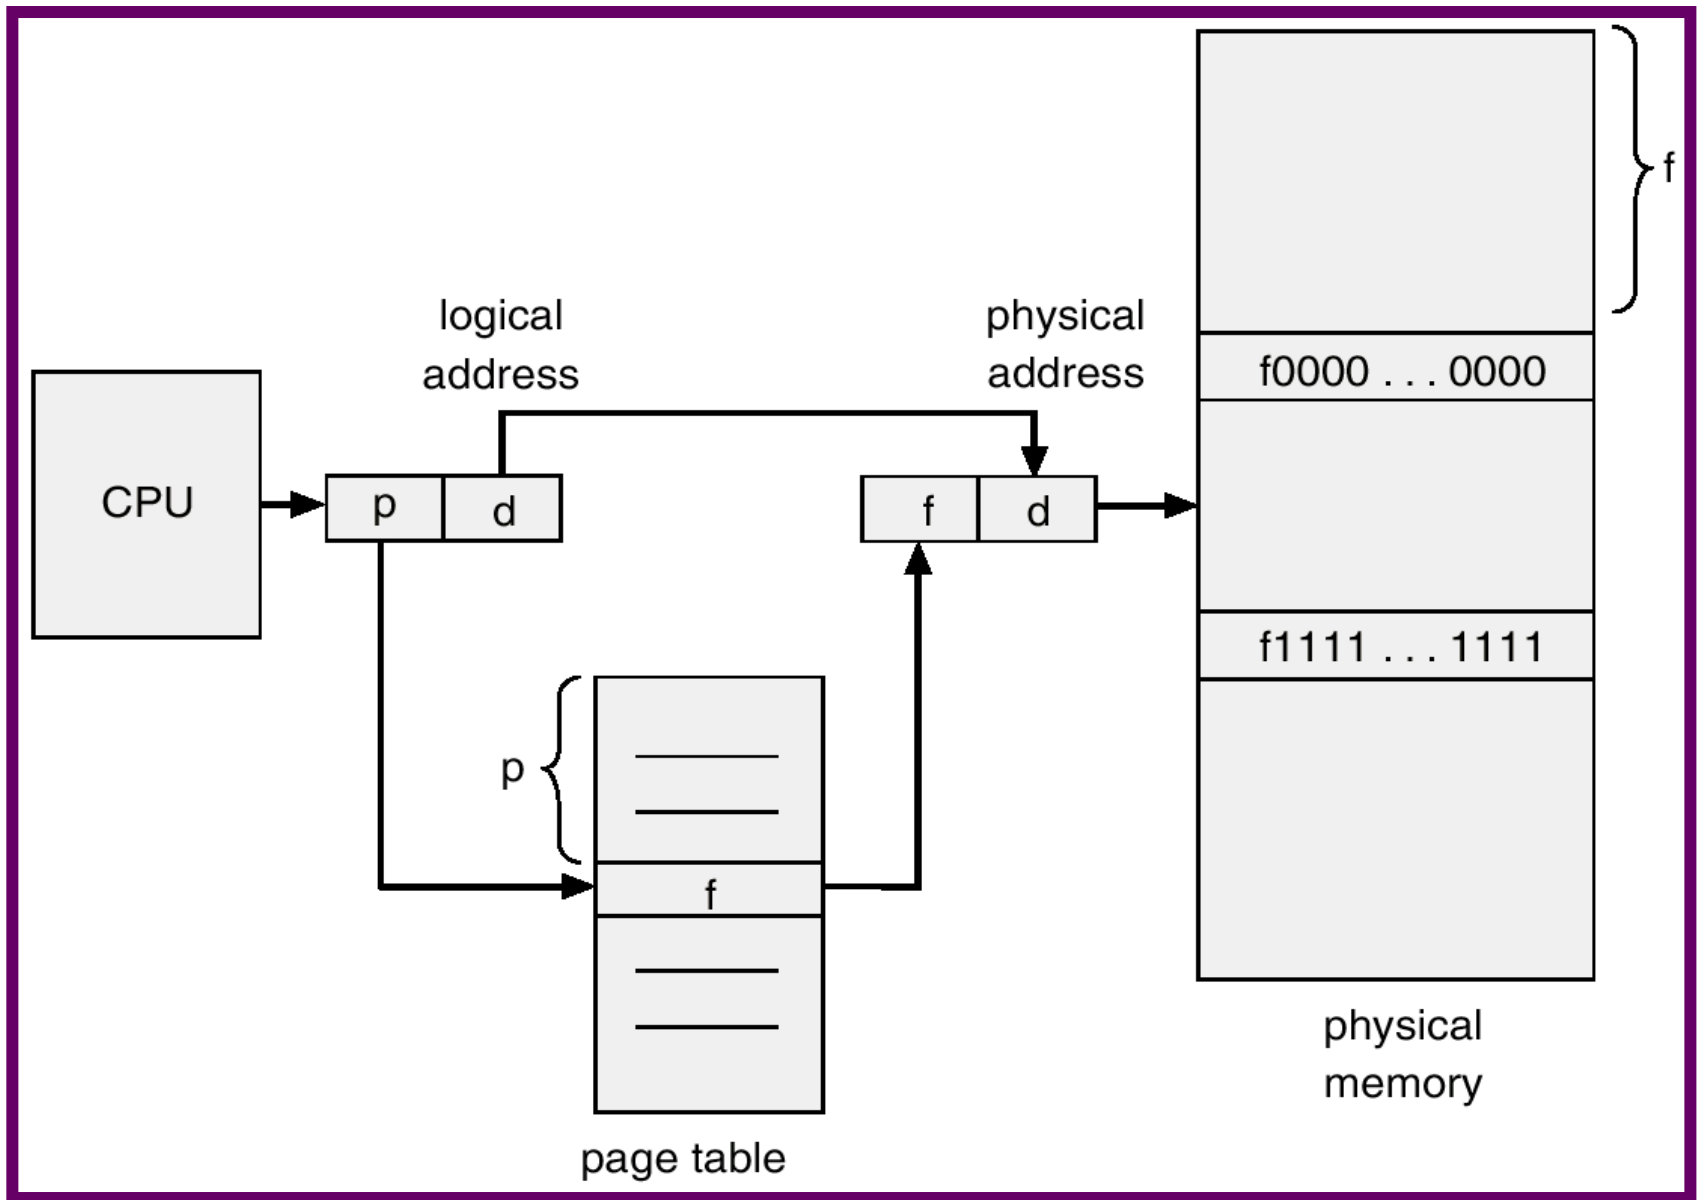 logical
address
physical
address
CPU
p
d
f
d
f
f0000 . . . 0000
f1111 . . . 1111
p
f
page table
physical
memory